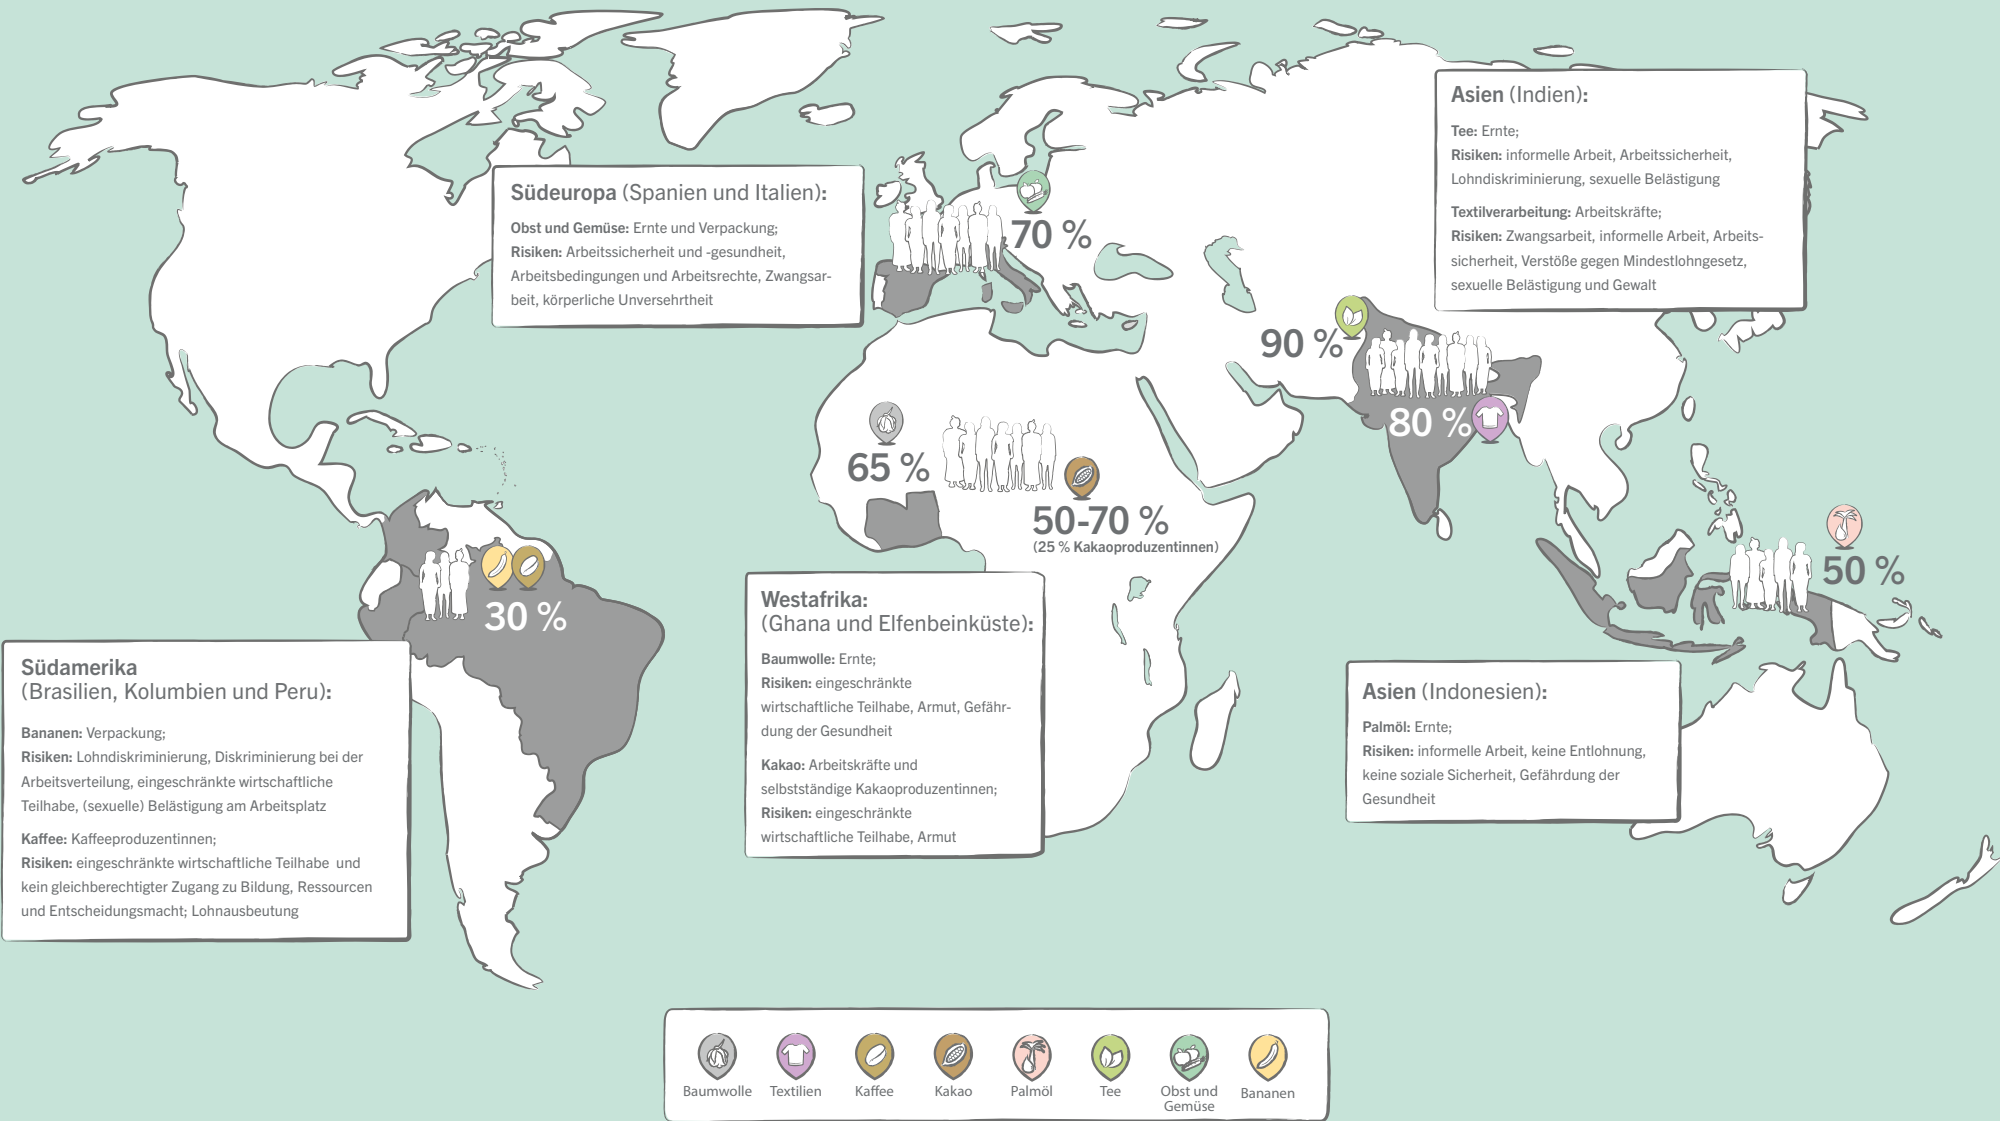 Asien (Indien):
Tee: Ernte;
Risiken: informelle Arbeit, Arbeitssicherheit,
Lohndiskriminierung, sexuelle Belästigung
Textilverarbeitung: Arbeitskräfte;
Risiken: Zwangsarbeit, informelle Arbeit, Arbeits-
sicherheit, Verstöße gegen Mindestlohngesetz,
sexuelle Belästigung und Gewalt
Südeuropa (Spanien und Italien):
Obst und Gemüse: Ernte und Verpackung;
Risiken: Arbeitssicherheit und -gesundheit,
Arbeitsbedingungen und Arbeitsrechte, Zwangsar-
beit, körperliche Unversehrtheit
70 %
90 %
80 %
65 %
50-70 %
(25 % Kakaoproduzentinnen)
50 %
30 %
Westafrika:
(Ghana und Elfenbeinküste):
Baumwolle: Ernte;
Risiken: eingeschränkte
wirtschaftliche Teilhabe, Armut, Gefähr-
dung der Gesundheit
Kakao: Arbeitskräfte und
selbstständige Kakaoproduzentinnen;
Risiken: eingeschränkte
wirtschaftliche Teilhabe, Armut
Südamerika
(Brasilien, Kolumbien und Peru):
Bananen: Verpackung;
Risiken: Lohndiskriminierung, Diskriminierung bei der
Arbeitsverteilung, eingeschränkte wirtschaftliche
Teilhabe, (sexuelle) Belästigung am Arbeitsplatz
Kaffee: Kaffeeproduzentinnen;
Risiken: eingeschränkte wirtschaftliche Teilhabe und
kein gleichberechtigter Zugang zu Bildung, Ressourcen
und Entscheidungsmacht; Lohnausbeutung
Asien (Indonesien):
Palmöl: Ernte;
Risiken: informelle Arbeit, keine Entlohnung,
keine soziale Sicherheit, Gefährdung der
Gesundheit
Baumwolle
Textilien
Kaffee
Kakao
Palmöl
Tee
Obst und
Gemüse
Bananen